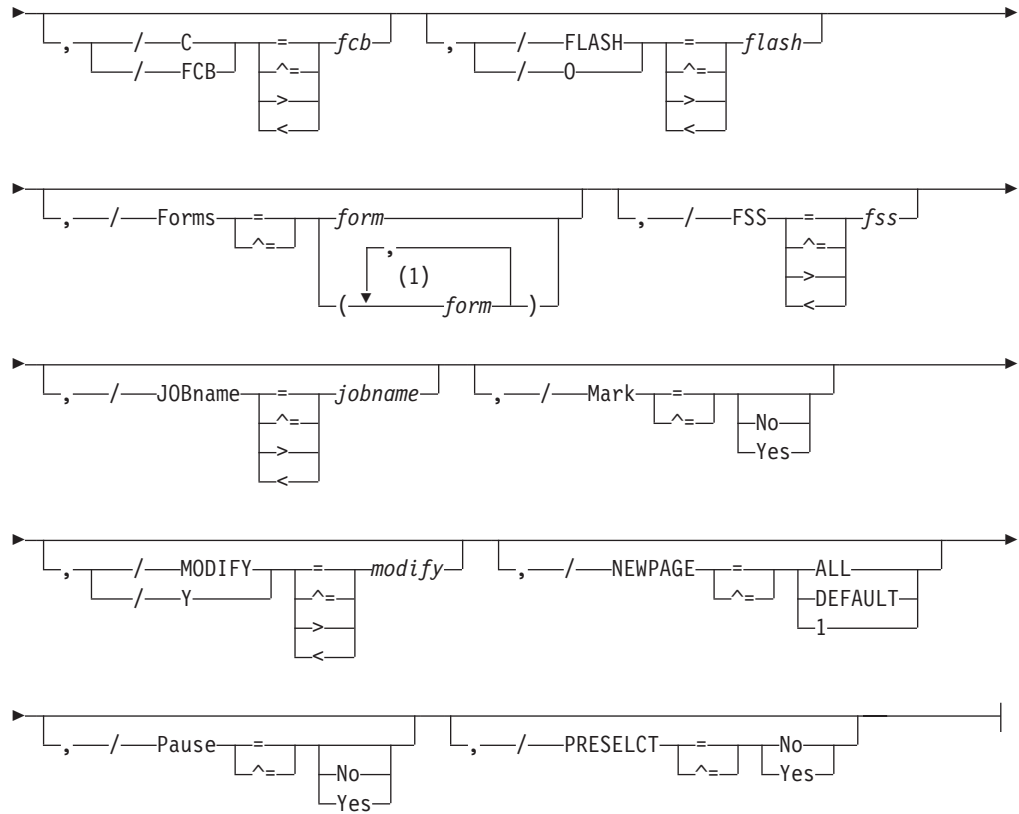 , / C = fcb , / FLASH = flash
/ FCB ^= / O ^=
> >
< <
, / Forms = form , / FSS = fss
^= ^=
, >
(1) <
( form )
, / JOBname = jobname , / Mark =
^= ^= No
> Yes
<
, / MODIFY = modify , / NEWPAGE = ALL
/ Y ^= ^= DEFAULT
> 1
<
, / Pause = , / PRESELCT = No
^= No ^= Yes
Yes